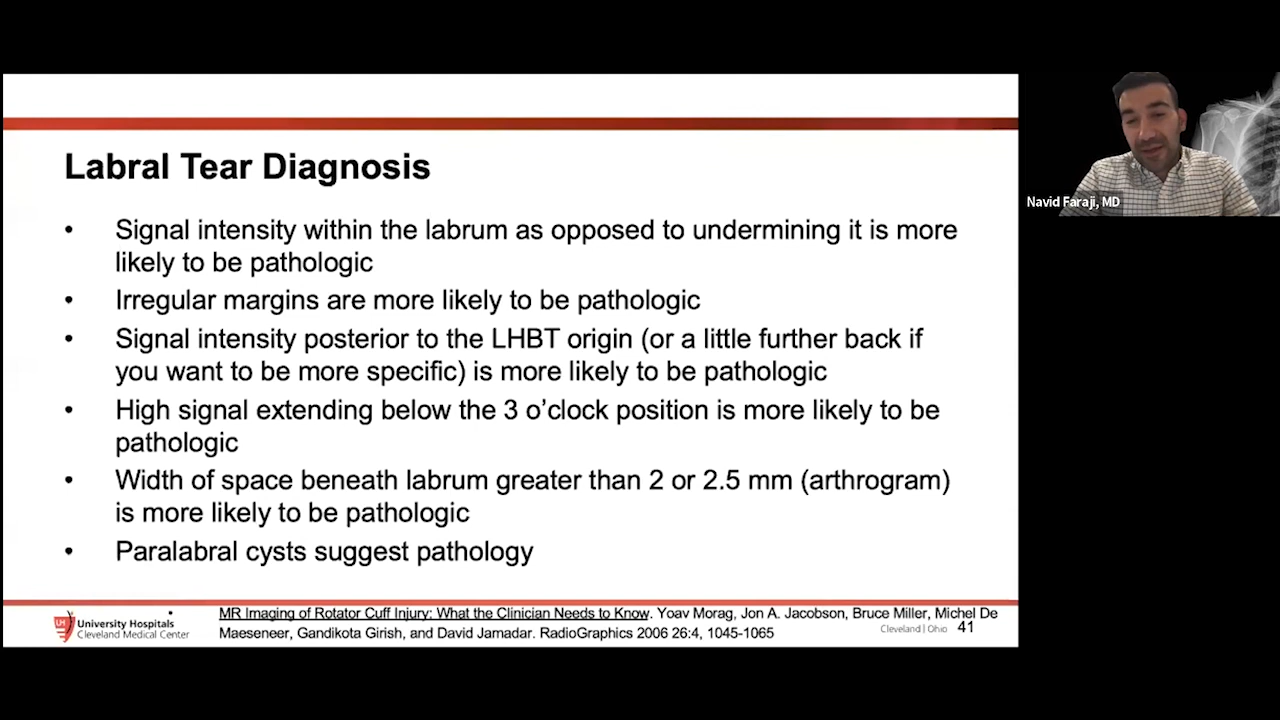 Labral Tear Diagnosis
• Signal intensity within the labrum as opposed to undermining it is more
likely to be pathologic
• Irregular margins are more likely to be pathologic
• Signal intensity posterior to the LHBT origin (or a little further back if
you want to be more specific) is more likely to be pathologic
• High signal extending below the 3 o’clock position is more likely to be
pathologic
• Width of space beneath labrum greater than 2 or 2.5 mm (arthrogram)
is more likely to be pathologic
• Paralabral cysts suggest pathology
UH
University Hospitals
Cleveland Medical Center
• MR Imaging of Rotator Cuff Injury: What the Clinician Needs to Know. Yoav Morag, Jon A. Jacobson, Bruce Miller, Michel De
Maeseneer, Gandikota Girish, and David Jamadar. RadioGraphics 2006 26:4, 1045-1065
Cleveland | Ohio 41
Navid Faraji, MD